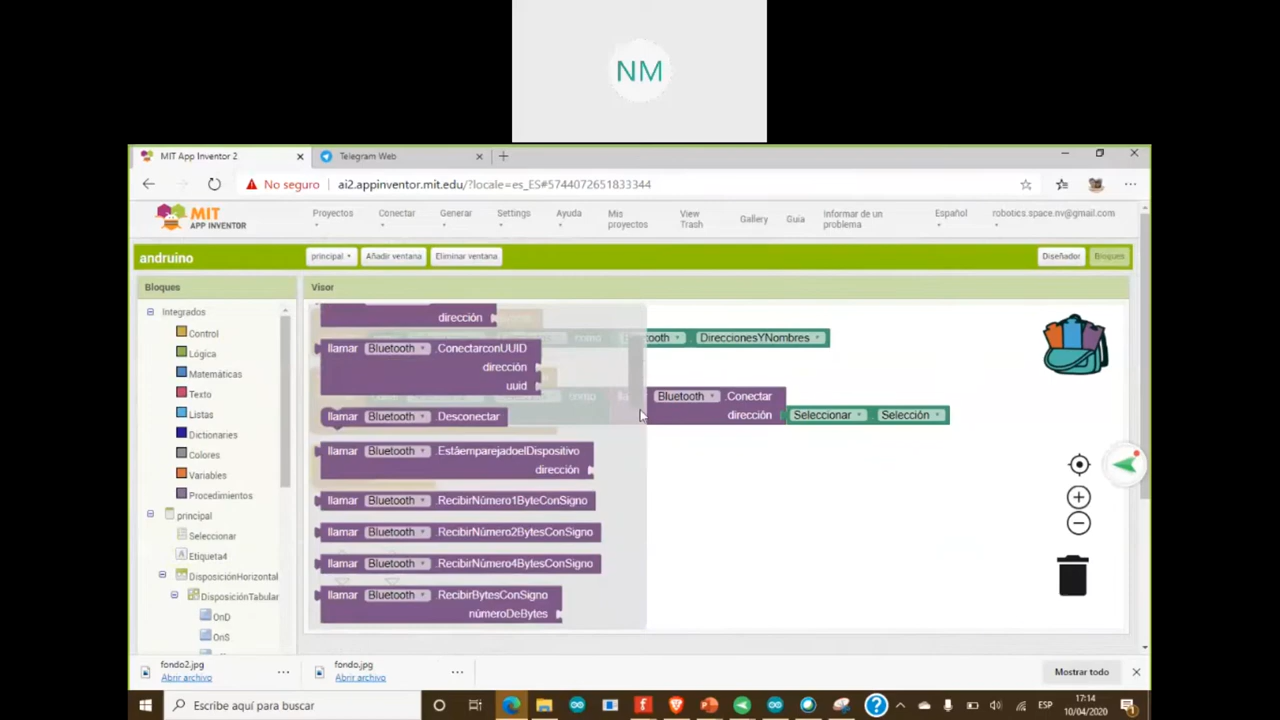 NM
MIT App Inventor 2
Telegram Web
No seguro
ai2.appinventor.mit.edu/?locale=es_ES#5744072651833344
MIT
APP INVENTOR
Proyectos
Conectar
Generar
Settings
Ayuda
Mis
proyectos
View
Trash
Gallery
Guía
Informar de un
problema
Español
robotics.space.nv@gmail.com
andruino
principal
Añadir ventana
Eliminar ventana
Diseñador
Bloques
Bloques
Visor
Integrados
Control
Lógica
Matemáticas
Texto
Listas
Dictionaries
Colores
Variables
Procedimientos
principal
Seleccionar
Etiqueta4
DisposiciónHorizontal
DisposiciónTabular
OnD
OnS
dirección
llamar Bluetooth .ConectarconUUID
dirección
uuid
llamar Bluetooth .Desconectar
llamar Bluetooth .EstáemparejadoelDispositivo
dirección
llamar Bluetooth .RecibirNúmero1ByteConSigno
llamar Bluetooth .RecibirNúmero2BytesConSigno
llamar Bluetooth .RecibirNúmero4BytesConSigno
llamar Bluetooth .RecibirBytesConSigno
númeroDeBytes
como
tooth . DireccionesYNombres
como
Bluetooth .Conectar
dirección
Seleccionar . Selección
fondo2.jpg
Abrir archivo
fondo.jpg
Abrir archivo
Mostrar todo
Escribe aquí para buscar
ESP
17:14
10/04/2020